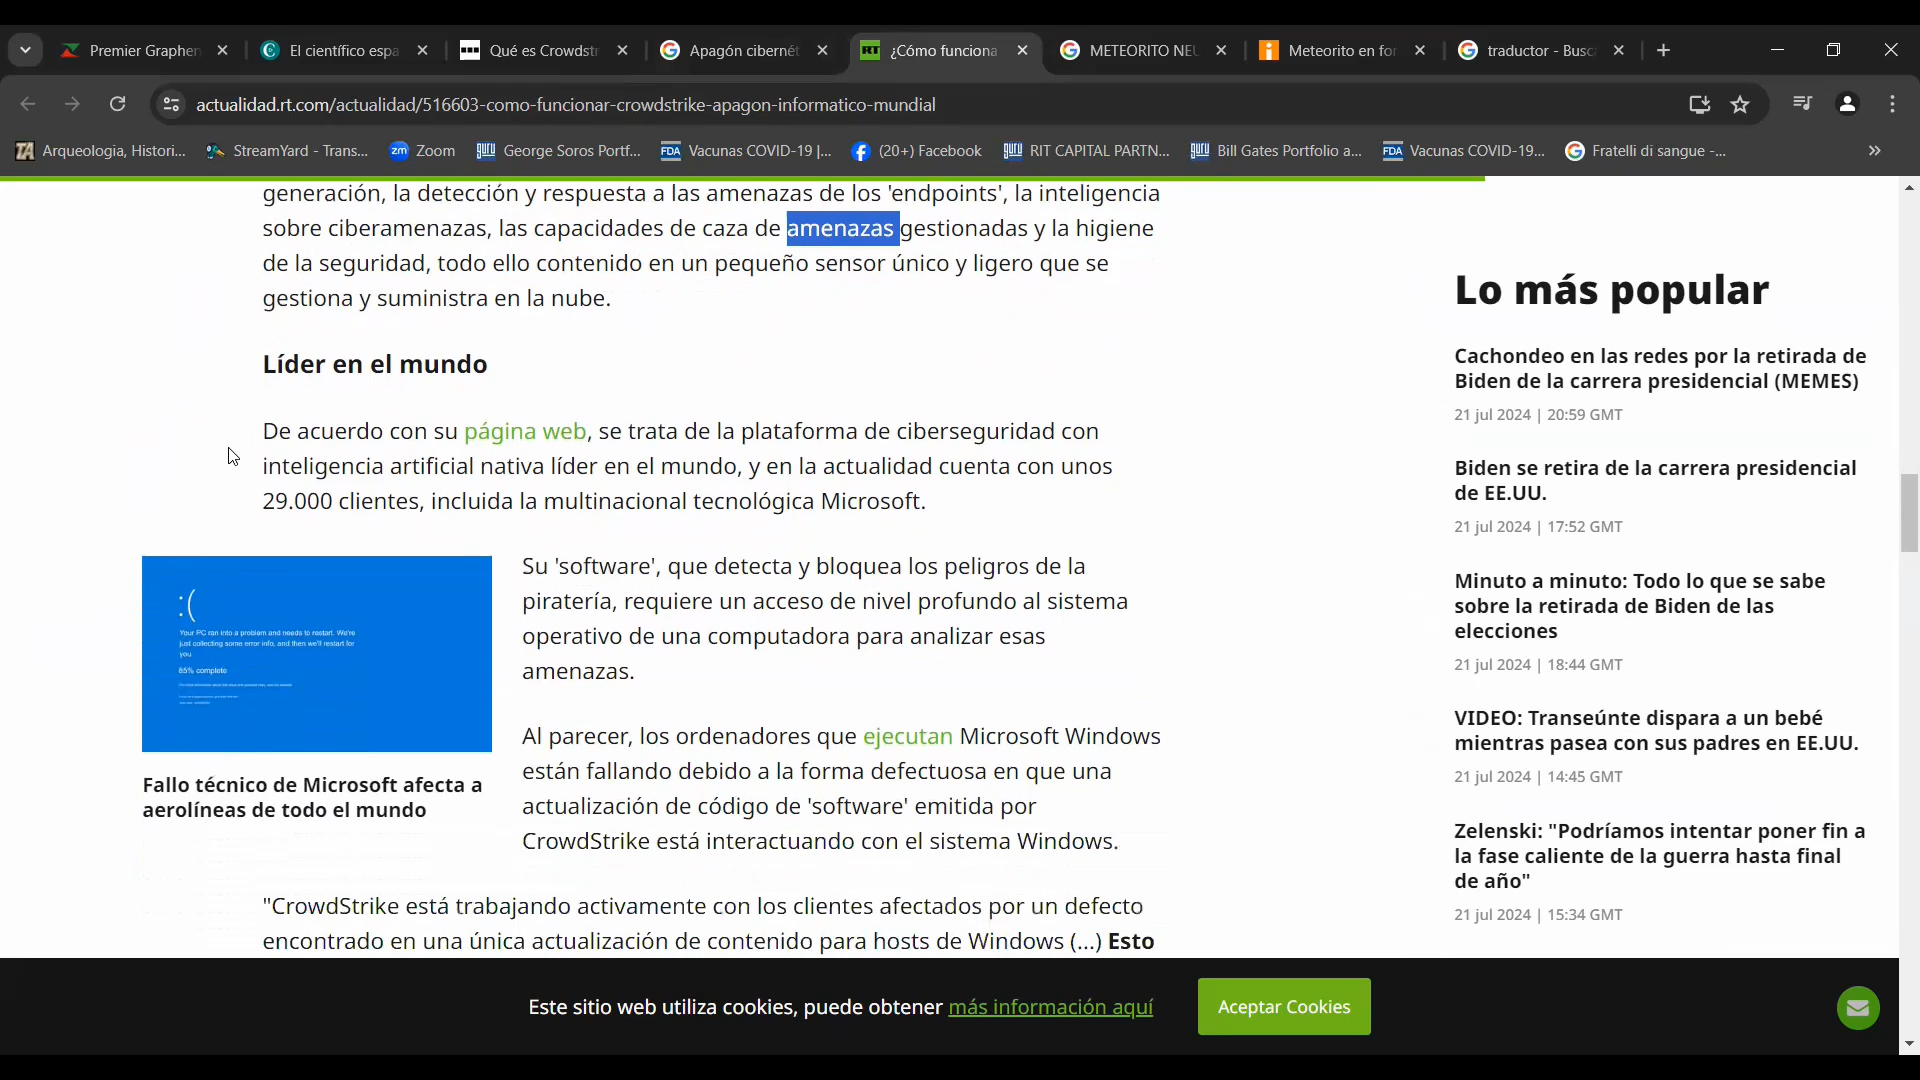 Premier Graphen
El científico espa
Qué es Crowdstr
Apagón cibernét
RT
¿Cómo funciona
METEORITO NEU
Meteorito en for
traductor - Busc
actualidad.rt.com/actualidad/516603-como-funcionar-crowdstrike-apagon-informatico-mundial
TA
Arqueologia, Histori...
StreamYard - Trans...
zm
Zoom
guru
George Soros Portf...
FDA
Vacunas COVID-19 |...
(20+) Facebook
guru
RIT CAPITAL PARTN...
guru
Bill Gates Portfolio a...
FDA
Vacunas COVID-19...
Fratelli di sangue -...
generación, la detección y respuesta a las amenazas de los 'endpoints', la inteligencia
sobre ciberamenazas, las capacidades de caza de amenazas gestionadas y la higiene
de la seguridad, todo ello contenido en un pequeño sensor único y ligero que se
gestiona y suministra en la nube.
Líder en el mundo
De acuerdo con su página web, se trata de la plataforma de ciberseguridad con
inteligencia artificial nativa líder en el mundo, y en la actualidad cuenta con unos
29.000 clientes, incluida la multinacional tecnológica Microsoft.
:(
Your PC ran into a problem and needs to restart. We're
just collecting some error info, and then we'll restart for
you.
85% complete
Fallo técnico de Microsoft afecta a
aerolíneas de todo el mundo
Su 'software', que detecta y bloquea los peligros de la
piratería, requiere un acceso de nivel profundo al sistema
operativo de una computadora para analizar esas
amenazas.
Al parecer, los ordenadores que ejecutan Microsoft Windows
están fallando debido a la forma defectuosa en que una
actualización de código de 'software' emitida por
CrowdStrike está interactuando con el sistema Windows.
"CrowdStrike está trabajando activamente con los clientes afectados por un defecto
encontrado en una única actualización de contenido para hosts de Windows (...) Esto
Lo más popular
Cachondeo en las redes por la retirada de
Biden de la carrera presidencial (MEMES)
21 jul 2024 | 20:59 GMT
Biden se retira de la carrera presidencial
de EE.UU.
21 jul 2024 | 17:52 GMT
Minuto a minuto: Todo lo que se sabe
sobre la retirada de Biden de las
elecciones
21 jul 2024 | 18:44 GMT
VIDEO: Transeúnte dispara a un bebé
mientras pasea con sus padres en EE.UU.
21 jul 2024 | 14:45 GMT
Zelenski: "Podríamos intentar poner fin a
la fase caliente de la guerra hasta final
de año"
21 jul 2024 | 15:34 GMT
Este sitio web utiliza cookies, puede obtener más información aquí
Aceptar Cookies